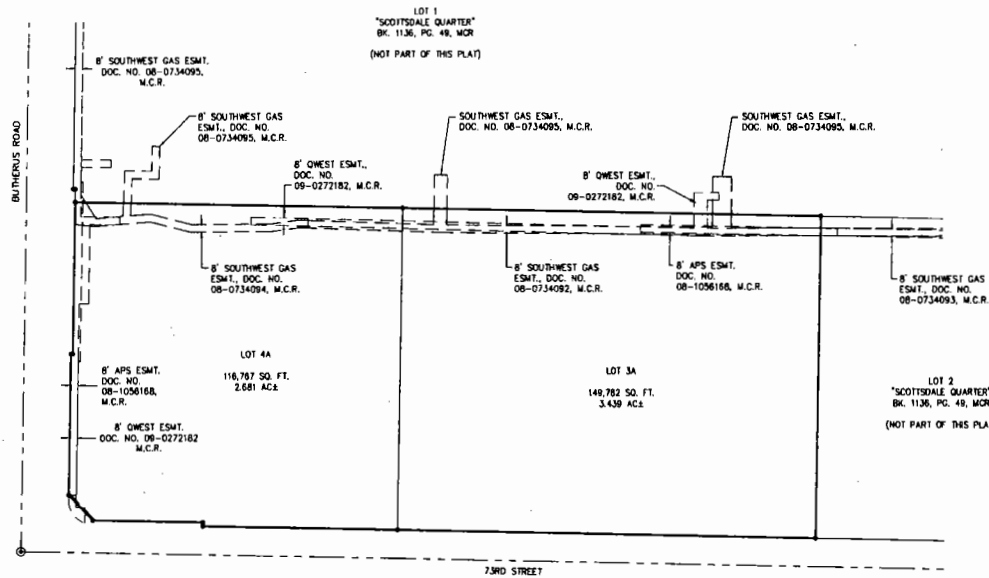 LOT 1
"SCOTTSDALE QUARTER"
BK. 1136, PG. 49, MCR
(NOT PART OF THIS PLAT)
8' SOUTHWEST GAS ESMT.
DOC. NO. 08-0734095,
M.C.R.
BUTHERUS ROAD
8' SOUTHWEST GAS
ESMT., DOC. NO.
08-0734095, M.C.R.
SOUTHWEST GAS ESMT.,
DOC. NO. 08-0734095, M.C.R.
SOUTHWEST GAS ESMT.,
DOC. NO. 08-0734095, M.C.R.
8' QWEST ESMT.,
DOC. NO.
09-0272182, M.C.R.
8' QWEST ESMT.,
DOC. NO.
09-0272182, M.C.R.
8' SOUTHWEST GAS
ESMT., DOC. NO.
08-0734094, M.C.R.
8' SOUTHWEST GAS
ESMT., DOC. NO.
08-0734092, M.C.R.
8' APS ESMT.
DOC. NO.
08-1056168, M.C.R.
8' SOUTHWEST GAS
ESMT., DOC. NO.
08-0734093, M.C.R.
LOT 4A
116,767 SQ. FT.
2.681 AC±
LOT 3A
149,782 SQ. FT.
3.439 AC±
8' APS ESMT.
DOC. NO.
08-1056168,
M.C.R.
8' QWEST ESMT.
DOC. NO. 09-0272182
M.C.R.
LOT 2
"SCOTTSDALE QUARTER"
BK. 1136, PG. 49, MCR
(NOT PART OF THIS PLA
73RD STREET